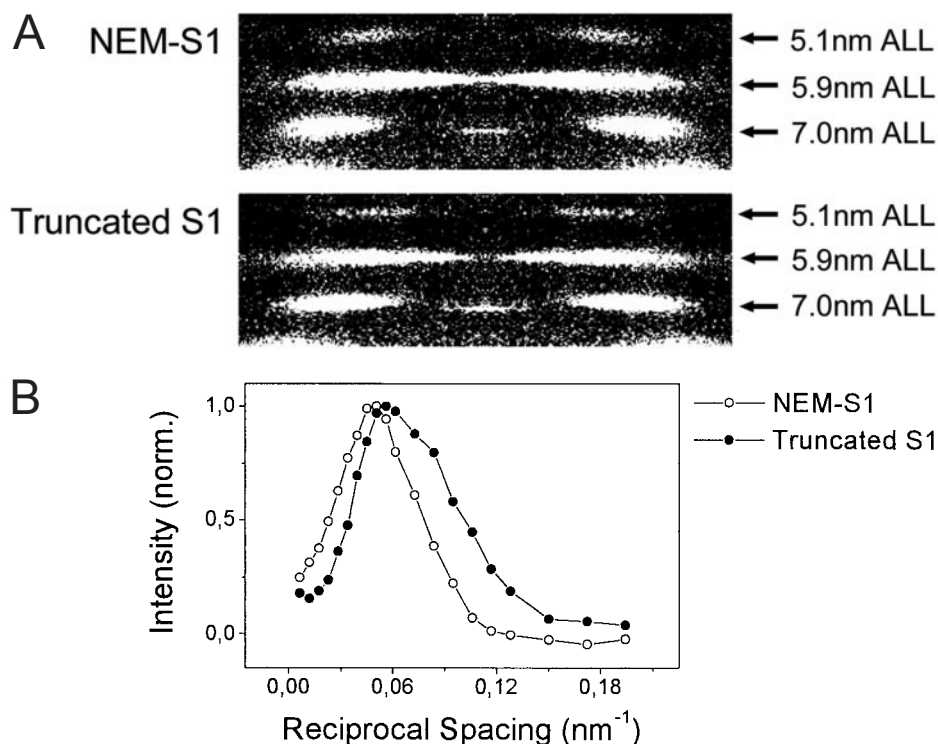 A
NEM-S1
5.1nm ALL
5.9nm ALL
7.0nm ALL
Truncated S1
5.1nm ALL
5.9nm ALL
7.0nm ALL
B
Intensity (norm.)
1,0
0,5
0,0
0,00 0,06 0,12 0,18
Reciprocal Spacing (nm⁻¹)
NEM-S1
Truncated S1